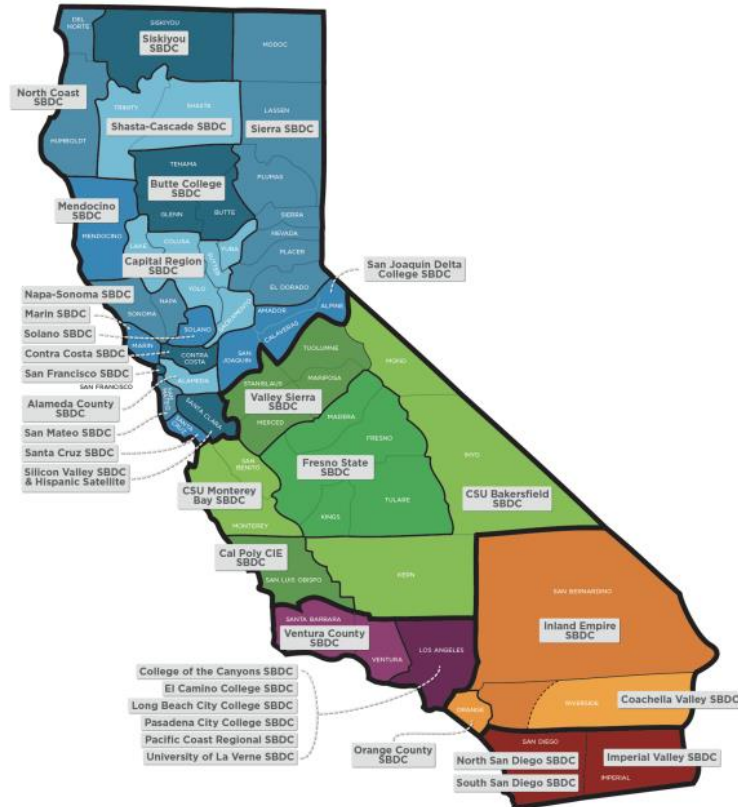 DEL
NORTE
SISKIYOU
Siskiyou
SBDC
MODOC
North Coast
SBDC
TRINITY
SHASTA
Shasta-Cascade SBDC
LASSEN
Sierra SBDC
HUMBOLDT
TEHAMA
Butte College
SBDC
PLUMAS
Mendocino
SBDC
GLENN
BUTTE
SIERRA
MENDOCINO
LAKE
COLUSA
YUBA
NEVADA
PLACER
SUTTER
Capital Region
SBDC
YOLO
EL DORADO
San Joaquin Delta
College SBDC
Napa-Sonoma SBDC
NAPA
SONOMA
SACRAMENTO
AMADOR
ALPINE
Marin SBDC
SOLANO
CALAVERAS
Solano SBDC
MARIN
Contra Costa SBDC
CONTRA
COSTA
SAN
JOAQUIN
TUOLUMNE
MONO
San Francisco SBDC
SAN FRANCISCO
ALAMEDA
STANISLAUS
MARIPOSA
Alameda County
SBDC
SANTA CLARA
Valley Sierra
SBDC
MADERA
San Mateo SBDC
MERCED
SANTA
CRUZ
FRESNO
Santa Cruz SBDC
Silicon Valley SBDC
& Hispanic Satellite
SAN
BENITO
Fresno State
SBDC
INYO
CSU Monterey
Bay SBDC
CSU Bakersfield
SBDC
MONTEREY
KINGS
TULARE
Cal Poly CIE
SBDC
SAN LUIS OBISPO
KERN
SAN BERNARDINO
SANTA BARBARA
Ventura County
SBDC
Inland Empire
SBDC
VENTURA
LOS ANGELES
College of the Canyons SBDC
El Camino College SBDC
Long Beach City College SBDC
Pasadena City College SBDC
Pacific Coast Regional SBDC
University of La Verne SBDC
ORANGE
RIVERSIDE
Coachella Valley SBDC
Orange County
SBDC
SAN DIEGO
North San Diego SBDC
South San Diego SBDC
Imperial Valley SBDC
IMPERIAL